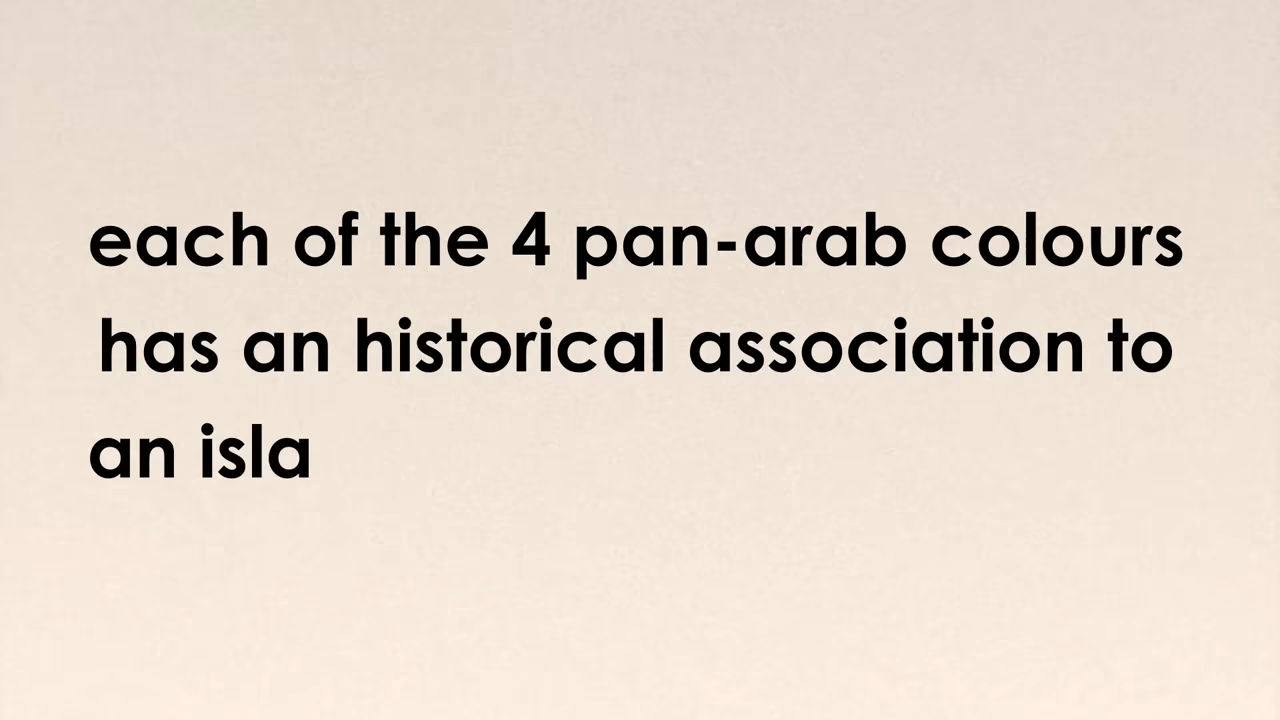 each of the 4 pan-arab colours
has an historical association to
an isla